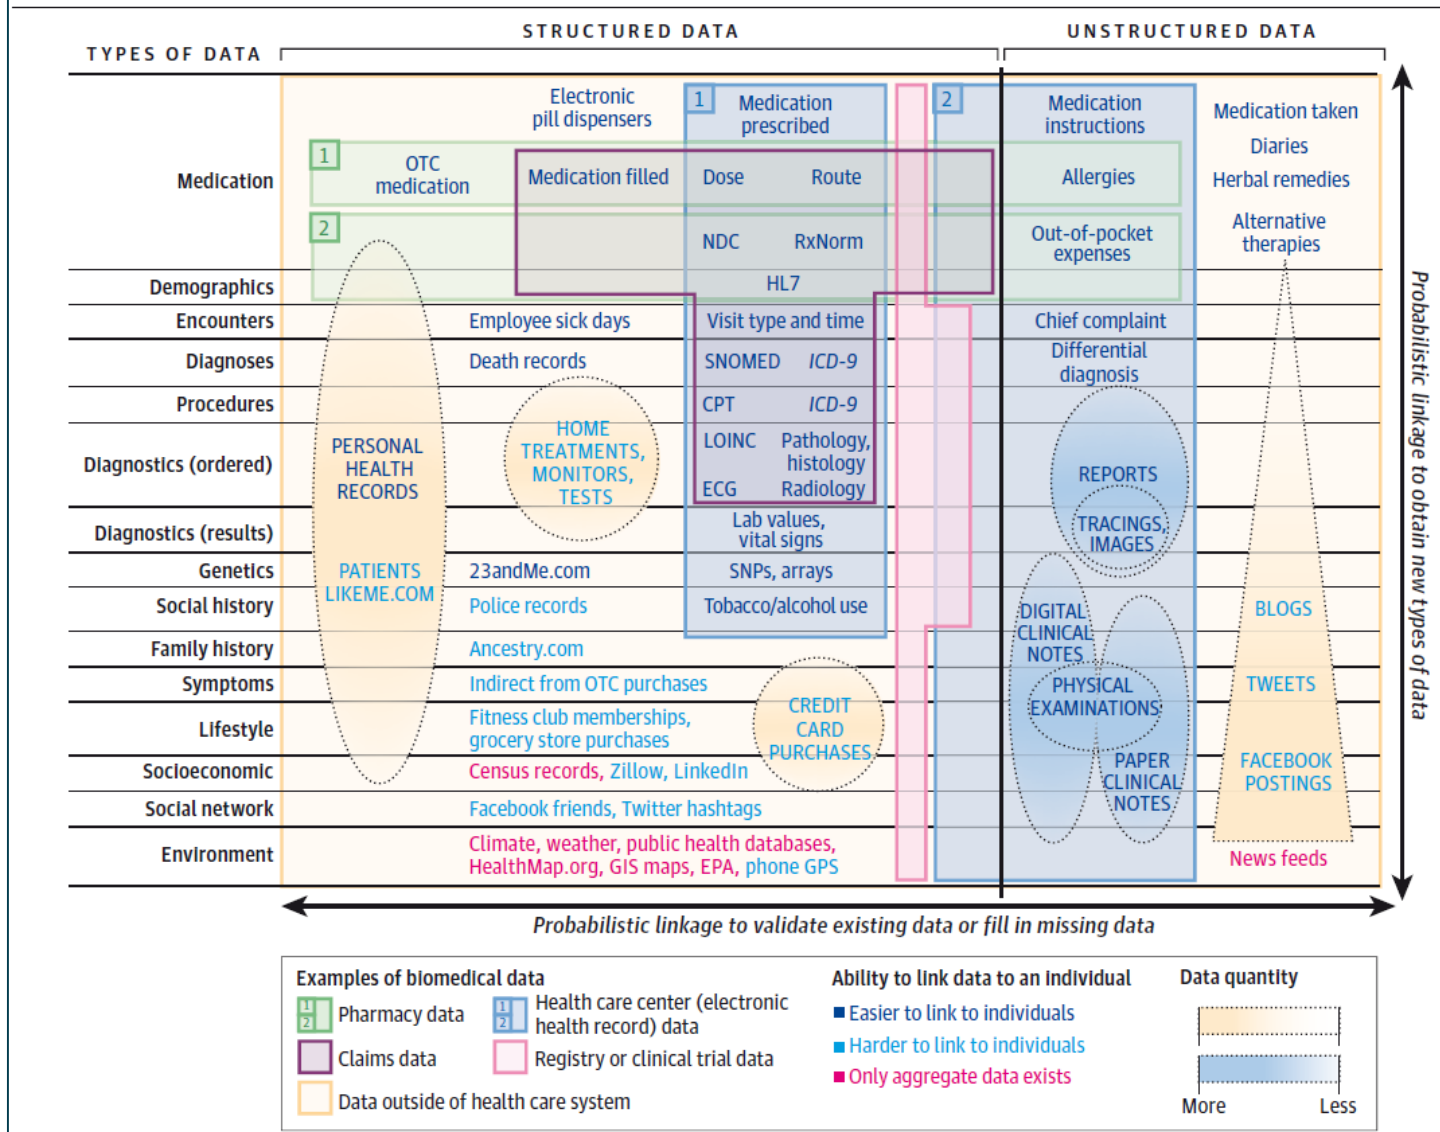 STRUCTURED DATA
UNSTRUCTURED DATA
TYPES OF DATA
Electronic
pill dispensers
1
Medication
prescribed
2
Medication
instructions
Medication taken
Diaries
Herbal remedies
Alternative
therapies
Medication
1
OTC
medication
Medication filled
Dose
Route
Allergies
2
NDC
RxNorm
Out-of-pocket
expenses
Demographics
HL7
Encounters
Employee sick days
Visit type and time
Chief complaint
Diagnoses
Death records
SNOMED
ICD-9
Differential
diagnosis
Procedures
CPT
ICD-9
Diagnostics (ordered)
PERSONAL
HEALTH
RECORDS
HOME
TREATMENTS,
MONITORS,
TESTS
LOINC
Pathology,
histology
ECG
Radiology
REPORTS
TRACINGS,
IMAGES
Diagnostics (results)
Lab values,
vital signs
Genetics
PATIENTS
LIKEME.COM
23andMe.com
SNPs, arrays
Social history
Police records
Tobacco/alcohol use
DIGITAL
CLINICAL
NOTES
BLOGS
Family history
Ancestry.com
Symptoms
Indirect from OTC purchases
PHYSICAL
EXAMINATIONS
TWEETS
Lifestyle
Fitness club memberships,
grocery store purchases
CREDIT
CARD
PURCHASES
Socioeconomic
Census records, Zillow, LinkedIn
PAPER
CLINICAL
NOTES
FACEBOOK
POSTINGS
Social network
Facebook friends, Twitter hashtags
Environment
Climate, weather, public health databases,
HealthMap.org, GIS maps, EPA, phone GPS
News feeds
Probabilistic linkage to obtain new types of data
Probabilistic linkage to validate existing data or fill in missing data
Examples of biomedical data
1
2
Pharmacy data
1
2
Health care center (electronic
health record) data
Claims data
Registry or clinical trial data
Data outside of health care system
Ability to link data to an individual
Easier to link to individuals
Harder to link to individuals
Only aggregate data exists
Data quantity
More
Less